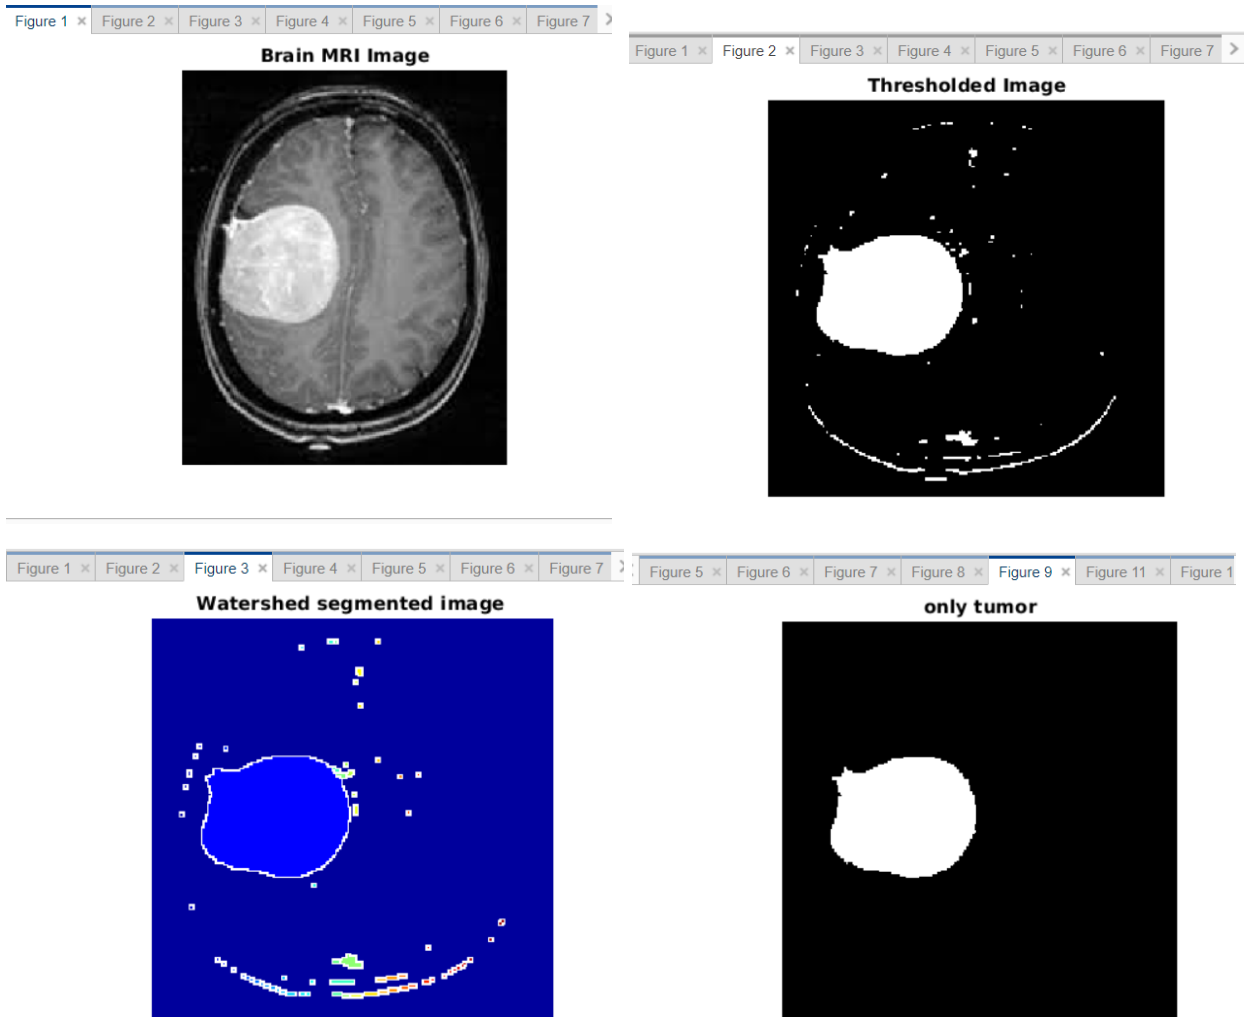 Figure 1 × Figure 2 × Figure 3 × Figure 4 × Figure 5 × Figure 6 × Figure 7
Brain MRI Image
Figure 1 × Figure 2 × Figure 3 × Figure 4 × Figure 5 × Figure 6 × Figure 7
Thresholded Image
Figure 1 × Figure 2 × Figure 3 × Figure 4 × Figure 5 × Figure 6 × Figure 7
Watershed segmented image
Figure 5 × Figure 6 × Figure 7 × Figure 8 × Figure 9 × Figure 11 × Figure 1
only tumor